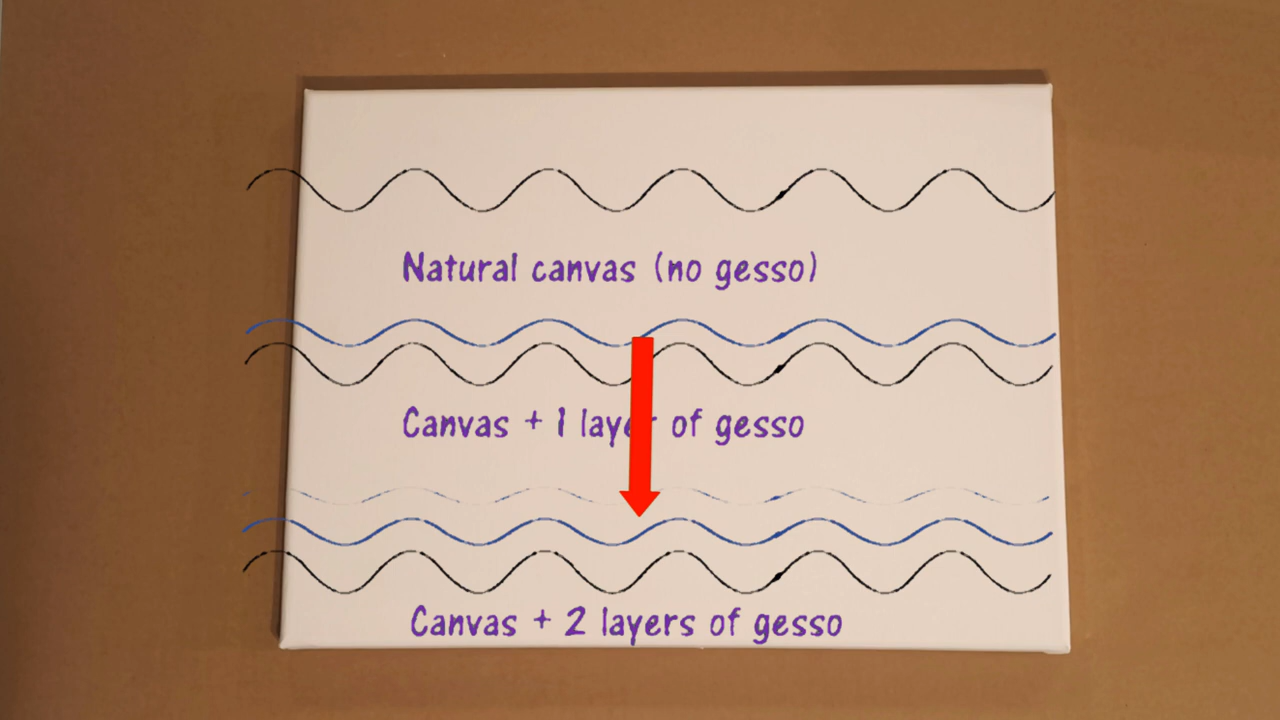 Natural canvas (no gesso)
Canvas + 1 layer of gesso
Canvas + 2 layers of gesso